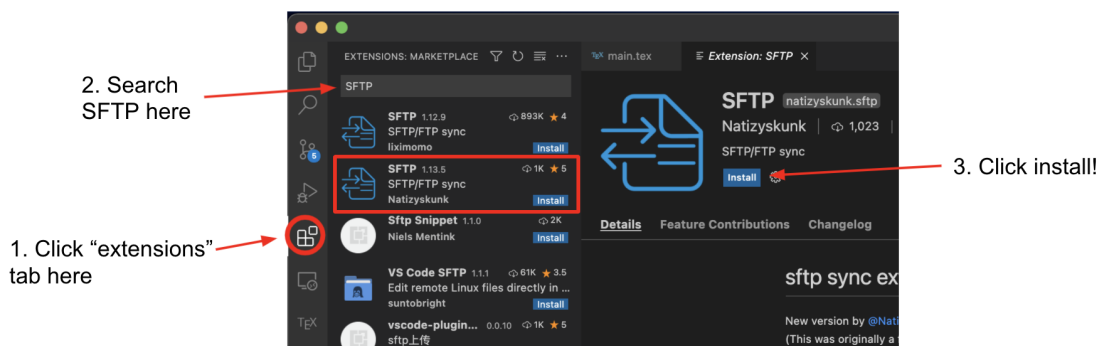 2. Search
SFTP here
1. Click “extensions”
tab here
EXTENSIONS: MARKETPLACE
SFTP
SFTP 1.12.9 893K ★ 4
SFTP/FTP sync
liximomo Install
SFTP 1.13.5 1K ★ 5
SFTP/FTP sync
Natizyskunk Install
Sftp Snippet 1.1.0 2K
Niels Mentink Install
VS Code SFTP 1.1.1 61K ★ 3.5
Edit remote Linux files directly in ...
suntobright Install
vscode-plugin... 0.0.10 1K ★ 5
sftp上传
5
TEX
TEX main.tex
Extension: SFTP ×
SFTP natizyskunk.sftp
Natizyskunk | 1,023 |
SFTP/FTP sync
Install
3. Click install!
Details Feature Contributions Changelog
sftp sync ex
New version by @Nati
(This was originally a